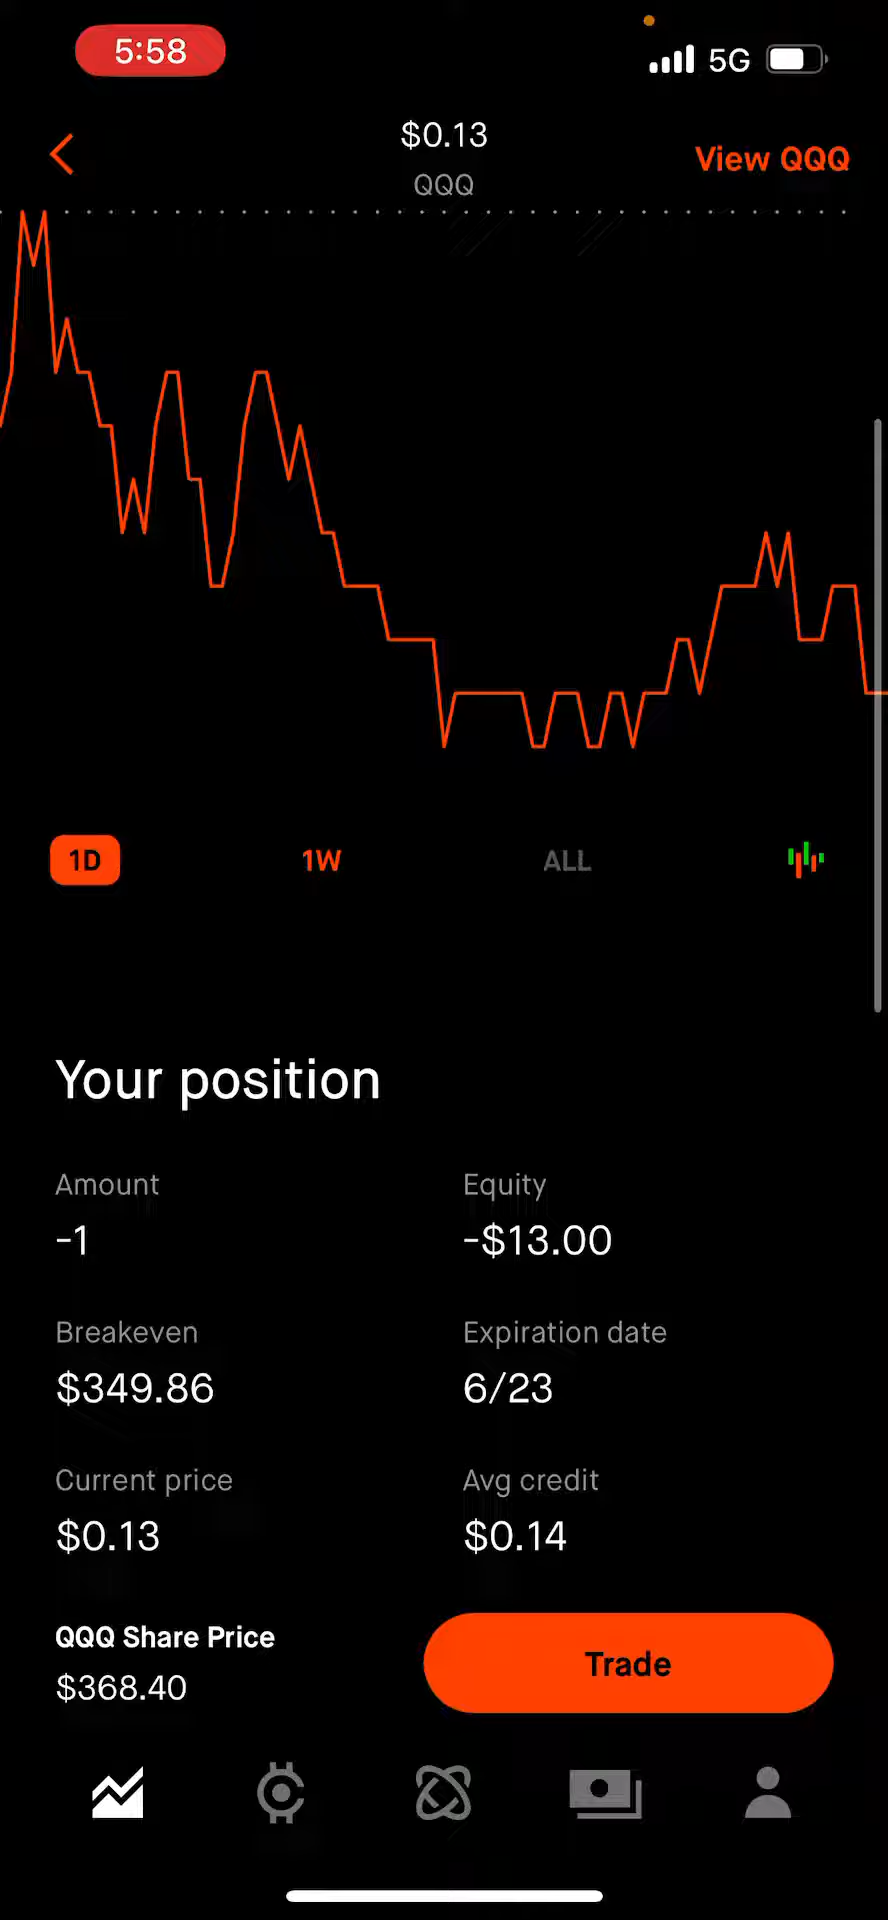 5:58
5G
$0.13
QQQ
View QQQ
1D
1W
ALL
Your position
Amount
Equity
-1
-$13.00
Breakeven
Expiration date
$349.86
6/23
Current price
Avg credit
$0.13
$0.14
QQQ Share Price
$368.40
Trade